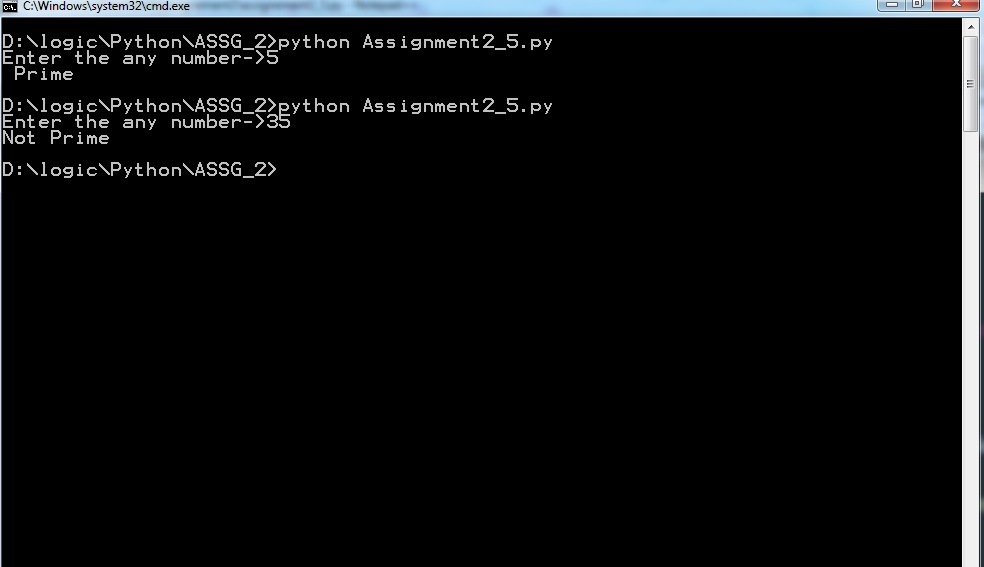 C:\Windows\system32\cmd.exe
D:\logic\Python\ASSG_2>python Assignment2_5.py
Enter the any number->5
 Prime
D:\logic\Python\ASSG_2>python Assignment2_5.py
Enter the any number->35
Not Prime
D:\logic\Python\ASSG_2>